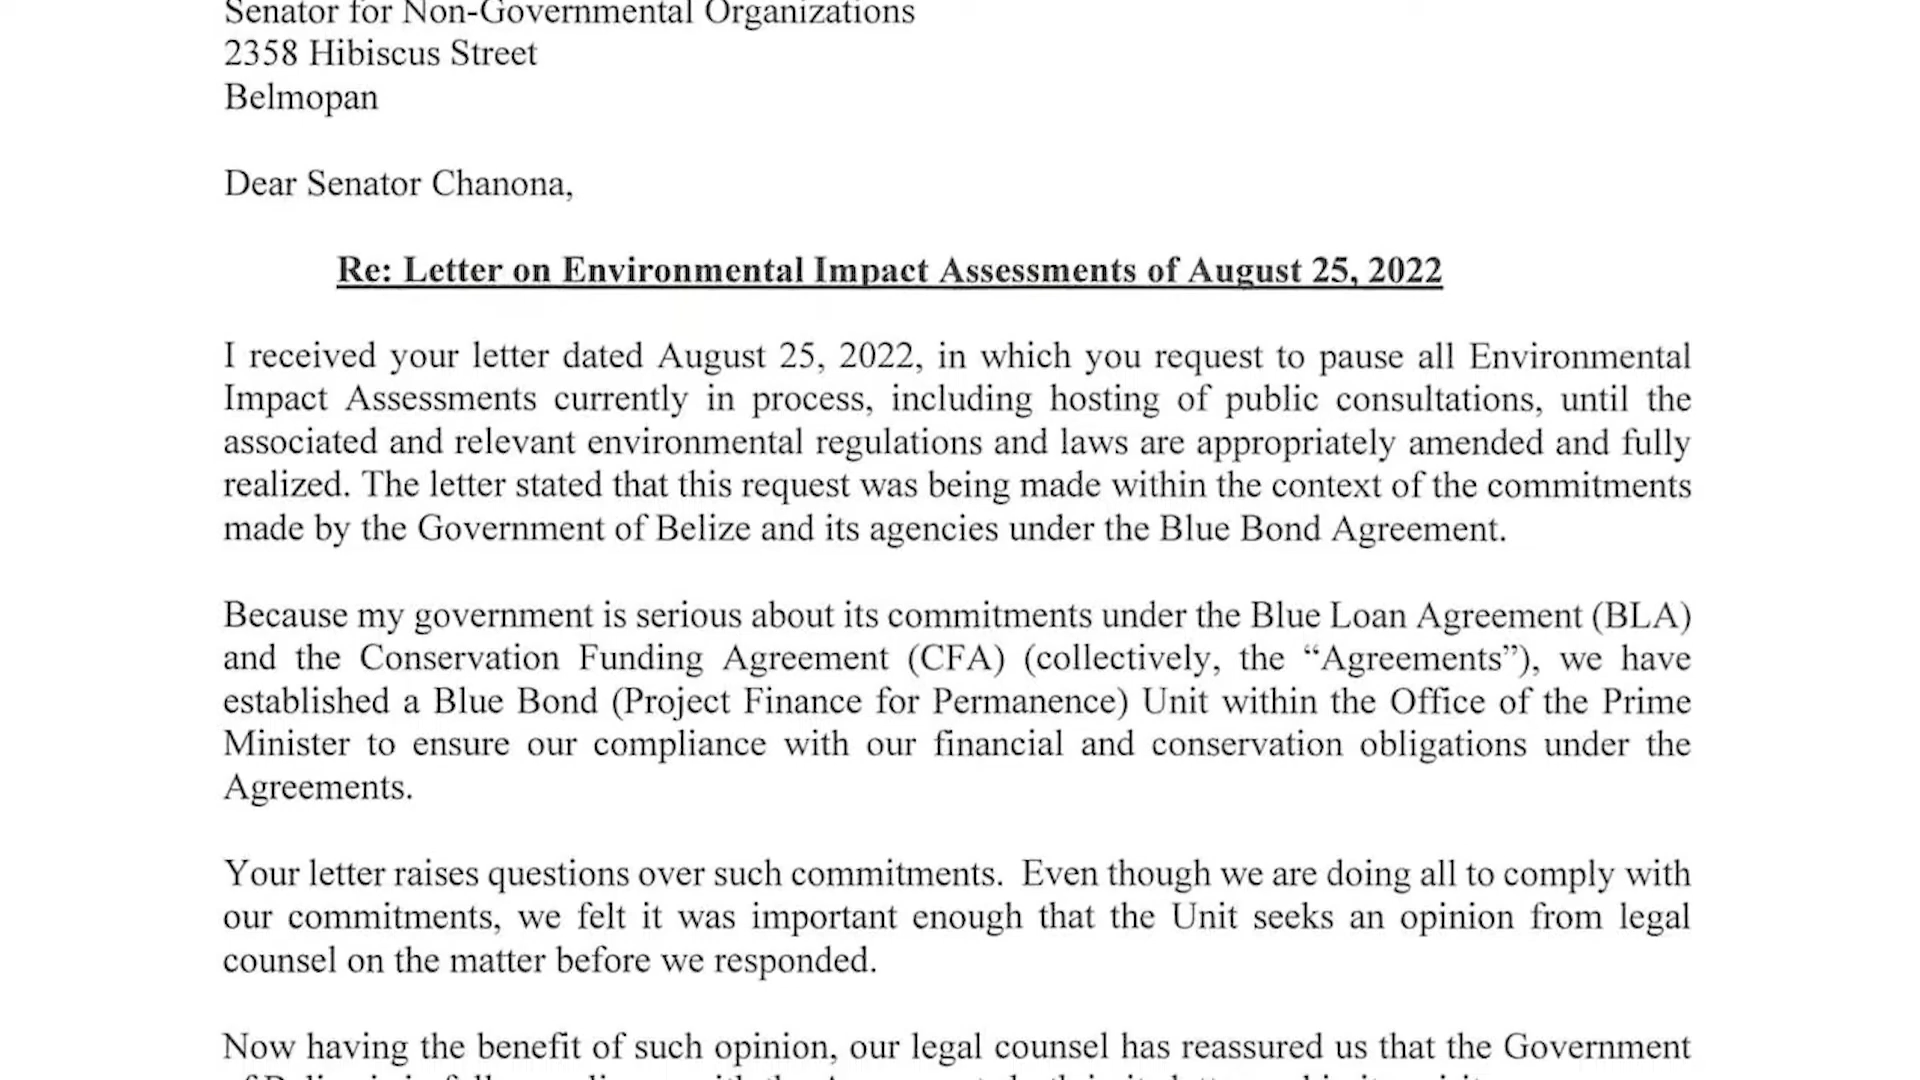 Senator for Non-Governmental Organizations
2358 Hibiscus Street
Belmopan
Dear Senator Chanona,
Re: Letter on Environmental Impact Assessments of August 25, 2022
I received your letter dated August 25, 2022, in which you request to pause all Environmental
Impact Assessments currently in process, including hosting of public consultations, until the
associated and relevant environmental regulations and laws are appropriately amended and fully
realized. The letter stated that this request was being made within the context of the commitments
made by the Government of Belize and its agencies under the Blue Bond Agreement.
Because my government is serious about its commitments under the Blue Loan Agreement (BLA)
and the Conservation Funding Agreement (CFA) (collectively, the “Agreements”), we have
established a Blue Bond (Project Finance for Permanence) Unit within the Office of the Prime
Minister to ensure our compliance with our financial and conservation obligations under the
Agreements.
Your letter raises questions over such commitments. Even though we are doing all to comply with
our commitments, we felt it was important enough that the Unit seeks an opinion from legal
counsel on the matter before we responded.
Now having the benefit of such opinion, our legal counsel has reassured us that the Government